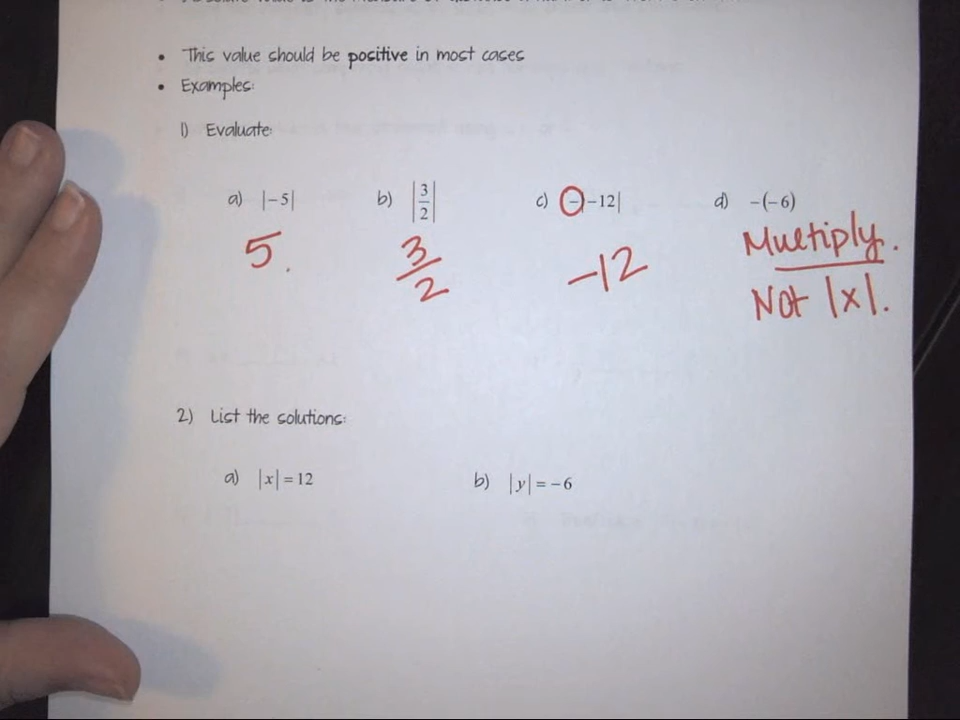 • This value should be positive in most cases
• Examples:
1) Evaluate:
a) |-5| b) |3/2| c) -|-12| d) -(-6)
5. 3/2 -12 Multiply.
Not |x|.
2) List the solutions:
a) |x| = 12 b) |y| = -6